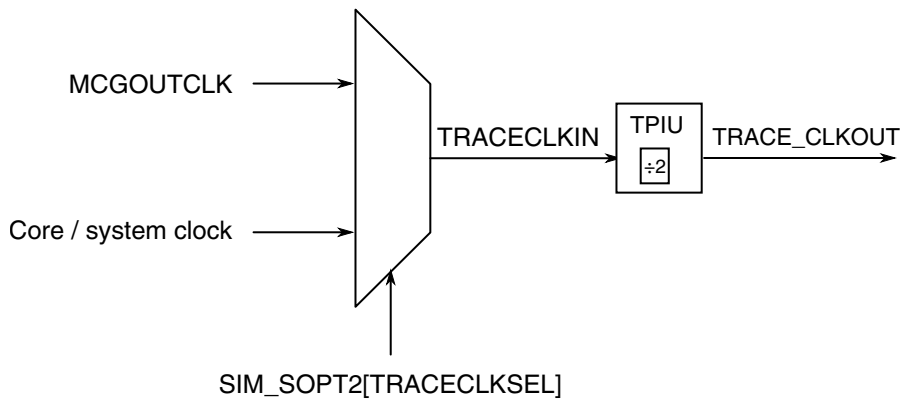 MCGOUTCLK
TRACECLKIN
TPIU
÷2
TRACE_CLKOUT
Core / system clock
SIM_SOPT2[TRACECLKSEL]